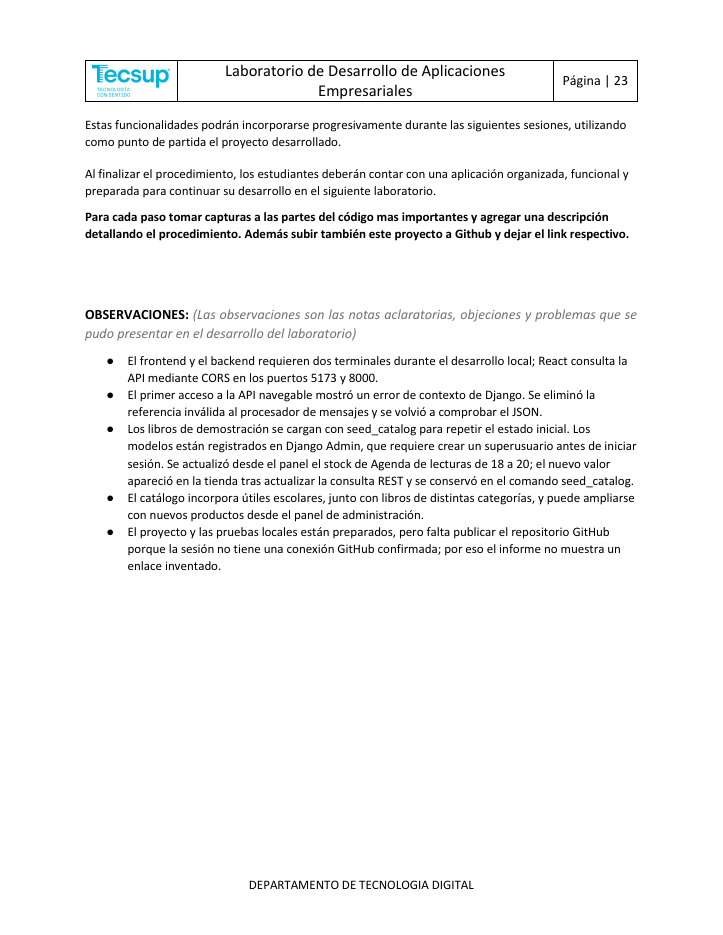 Tecsup
TECNOLOGÍA
CON SENTIDO
Laboratorio de Desarrollo de Aplicaciones
Empresariales
Página | 23
Estas funcionalidades podrán incorporarse progresivamente durante las siguientes sesiones, utilizando
como punto de partida el proyecto desarrollado.
Al finalizar el procedimiento, los estudiantes deberán contar con una aplicación organizada, funcional y
preparada para continuar su desarrollo en el siguiente laboratorio.
Para cada paso tomar capturas a las partes del código mas importantes y agregar una descripción
detallando el procedimiento. Además subir también este proyecto a Github y dejar el link respectivo.
OBSERVACIONES: (Las observaciones son las notas aclaratorias, objeciones y problemas que se
pudo presentar en el desarrollo del laboratorio)
● El frontend y el backend requieren dos terminales durante el desarrollo local; React consulta la
API mediante CORS en los puertos 5173 y 8000.
● El primer acceso a la API navegable mostró un error de contexto de Django. Se eliminó la
referencia inválida al procesador de mensajes y se volvió a comprobar el JSON.
● Los libros de demostración se cargan con seed_catalog para repetir el estado inicial. Los
modelos están registrados en Django Admin, que requiere crear un superusuario antes de iniciar
sesión. Se actualizó desde el panel el stock de Agenda de lecturas de 18 a 20; el nuevo valor
apareció en la tienda tras actualizar la consulta REST y se conservó en el comando seed_catalog.
● El catálogo incorpora útiles escolares, junto con libros de distintas categorías, y puede ampliarse
con nuevos productos desde el panel de administración.
● El proyecto y las pruebas locales están preparados, pero falta publicar el repositorio GitHub
porque la sesión no tiene una conexión GitHub confirmada; por eso el informe no muestra un
enlace inventado.
DEPARTAMENTO DE TECNOLOGIA DIGITAL